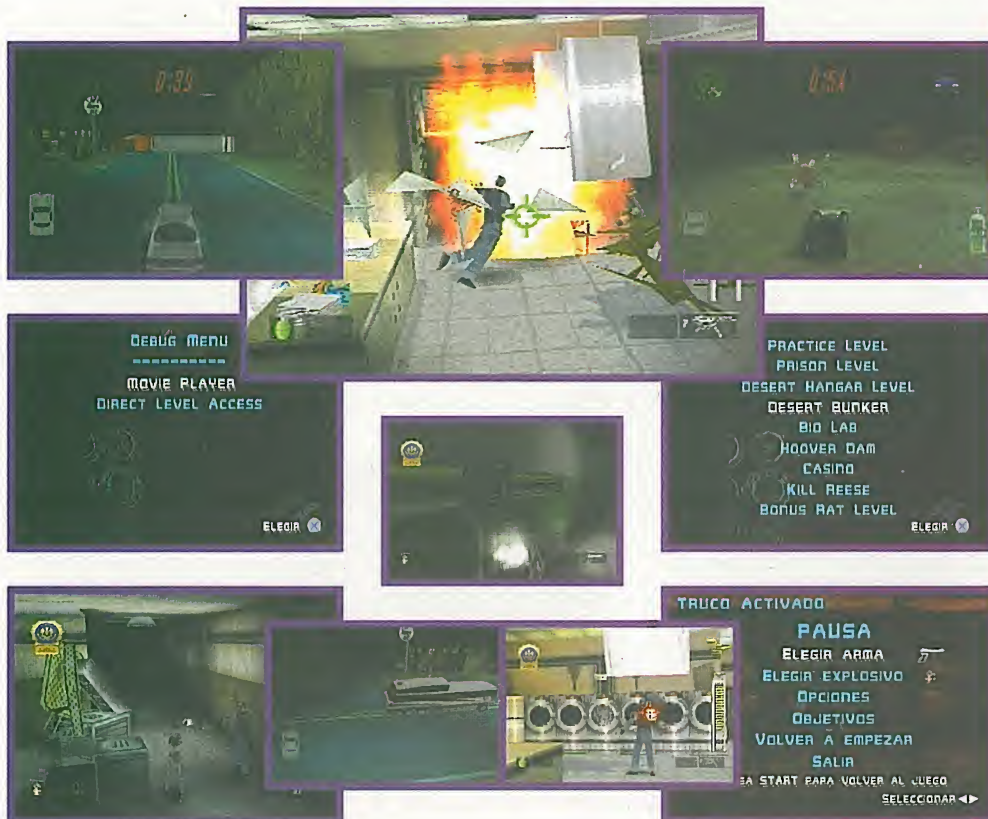 0:39
0:54
DEBUG MENU
----------
MOVIE PLAYER
DIRECT LEVEL ACCESS
ELEGIR
PRACTICE LEVEL
PRISON LEVEL
DESERT HANGAR LEVEL
DESERT BUNKER
BIO LAB
HOOVER DAM
CASINO
KILL REESE
BONUS RAT LEVEL
ELEGIR
TRUCO ACTIVADO
PAUSA
ELEGIR ARMA
ELEGIR EXPLOSIVO
OPCIONES
OBJETIVOS
VOLVER A EMPEZAR
SALIR
SA START PARA VOLVER AL JUEGO
SELECCIONAR